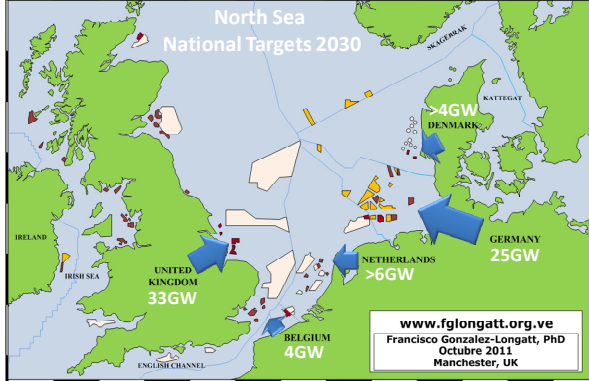 North Sea
National Targets 2030
SKAGERRAK
KATTEGAT
>4GW
DENMARK
IRELAND
IRISH SEA
UNITED
KINGDOM
33GW
NETHERLANDS
>6GW
GERMANY
25GW
BELGIUM
4GW
ENGLISH CHANNEL
www.fglongatt.org.ve
Francisco Gonzalez-Longatt, PhD
Octubre 2011
Manchester, UK